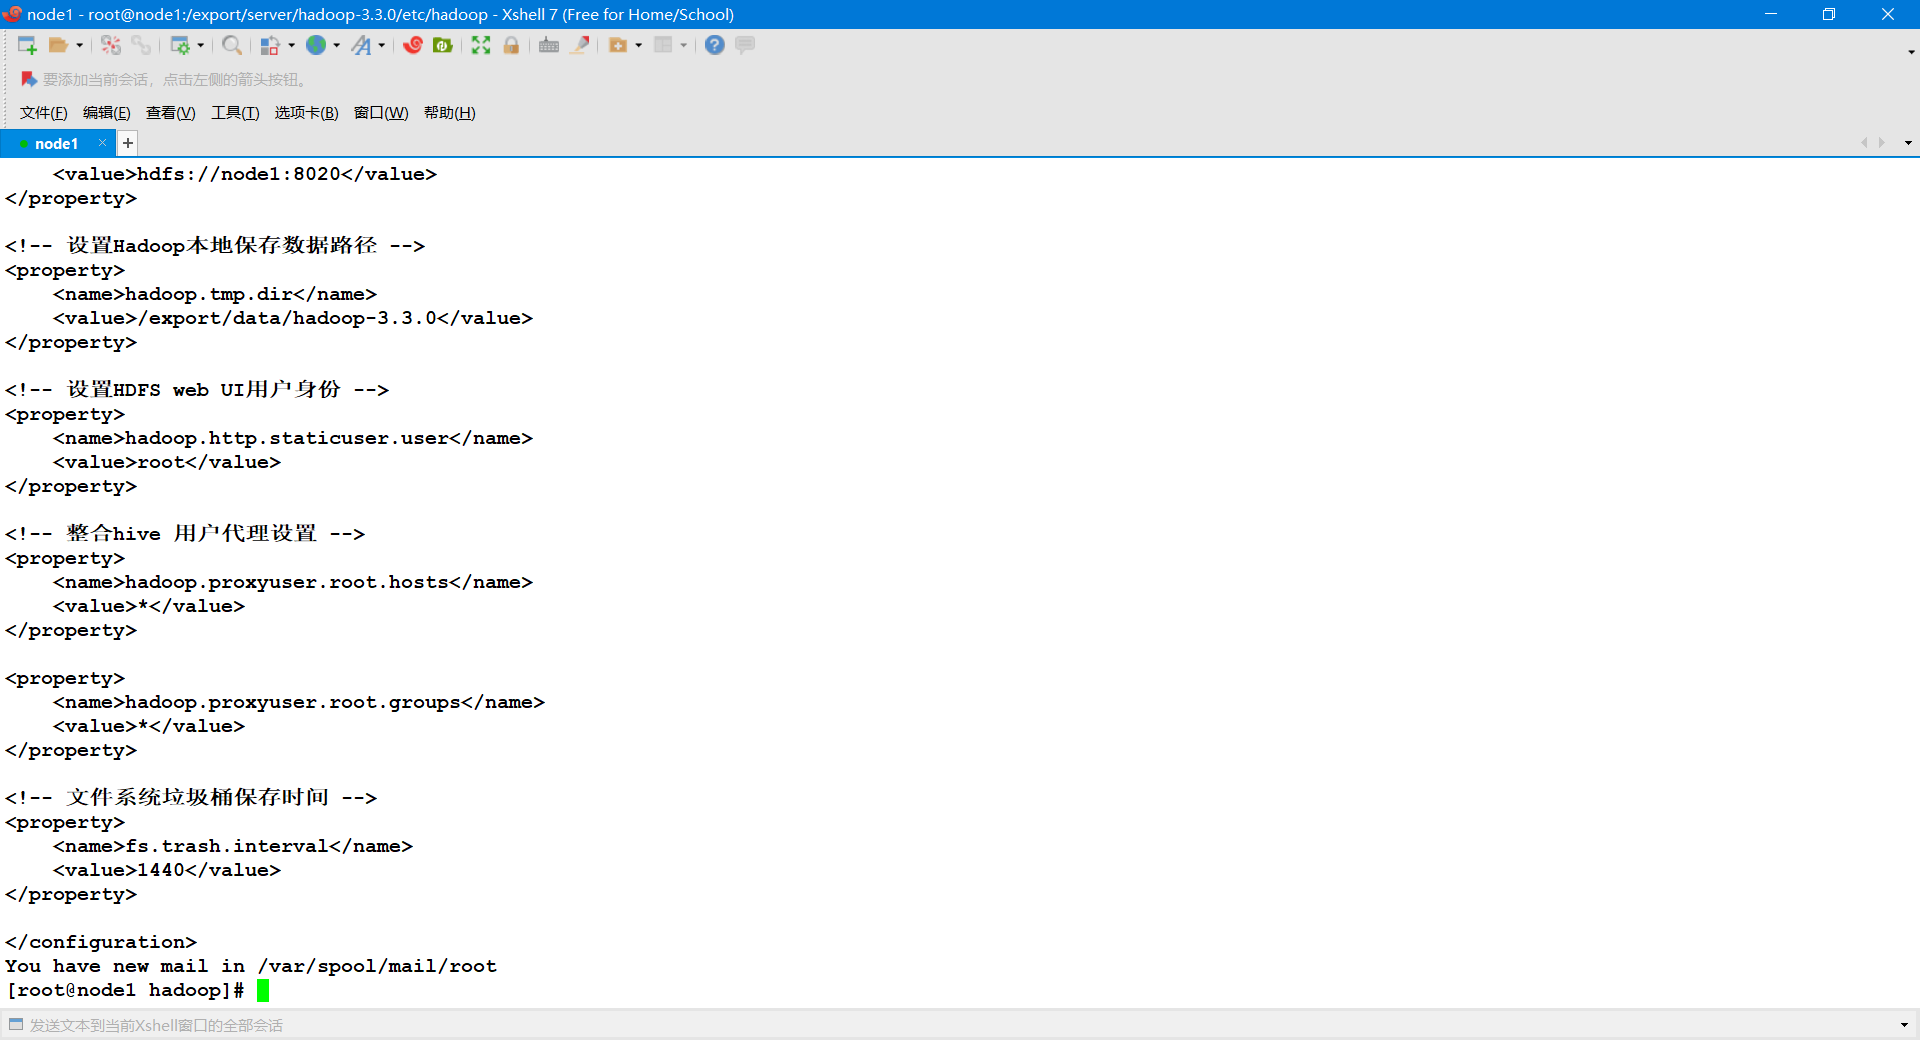 node1 - root@node1:/export/server/hadoop-3.3.0/etc/hadoop - Xshell 7 (Free for Home/School)
要添加当前会话，点击左侧的箭头按钮。
文件(F) 编辑(E) 查看(V) 工具(T) 选项卡(B) 窗口(W) 帮助(H)
node1 × +
    <value>hdfs://node1:8020</value>
</property>
<!-- 设置Hadoop本地保存数据路径 -->
<property>
    <name>hadoop.tmp.dir</name>
    <value>/export/data/hadoop-3.3.0</value>
</property>
<!-- 设置HDFS web UI用户身份 -->
<property>
    <name>hadoop.http.staticuser.user</name>
    <value>root</value>
</property>
<!-- 整合hive 用户代理设置 -->
<property>
    <name>hadoop.proxyuser.root.hosts</name>
    <value>*</value>
</property>
<property>
    <name>hadoop.proxyuser.root.groups</name>
    <value>*</value>
</property>
<!-- 文件系统垃圾桶保存时间 -->
<property>
    <name>fs.trash.interval</name>
    <value>1440</value>
</property>
</configuration>
You have new mail in /var/spool/mail/root
[root@node1 hadoop]#
发送文本到当前Xshell窗口的全部会话